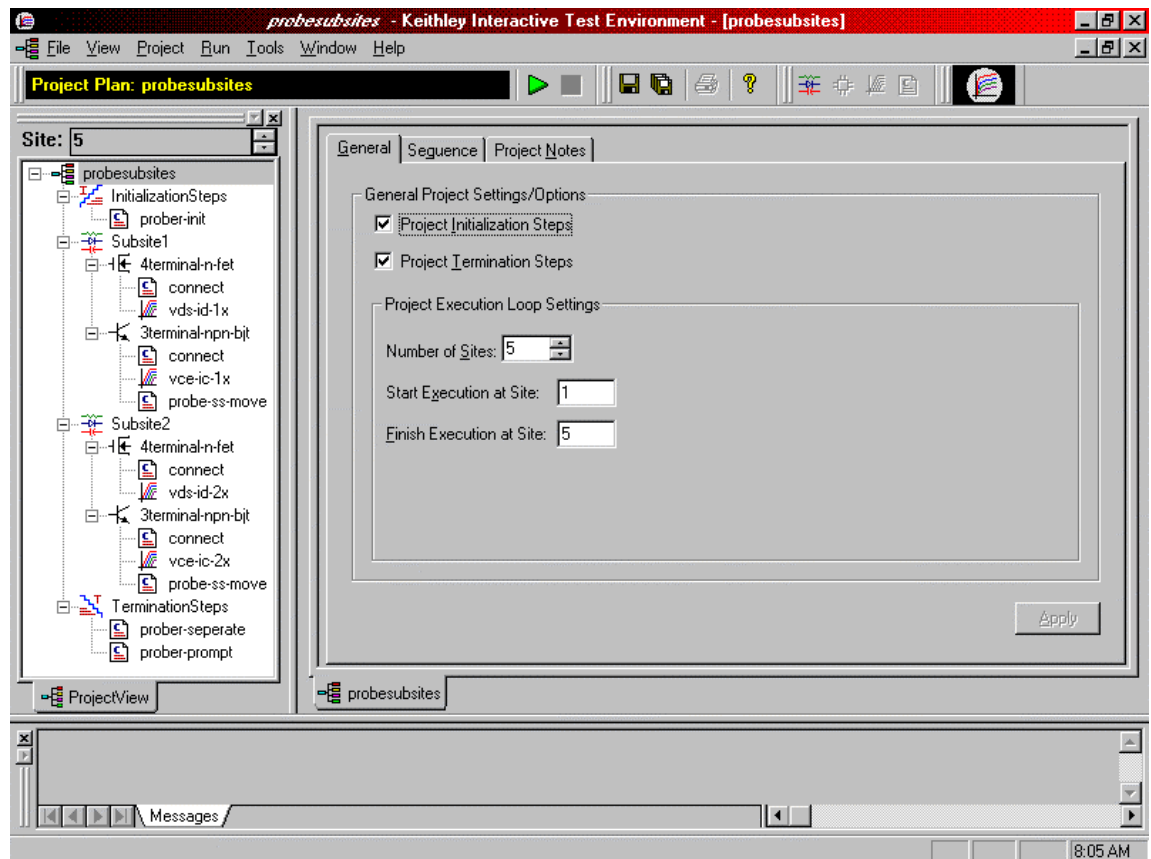 probesubsites - Keithley Interactive Test Environment - [probesubsites]
File View Project Run Tools Window Help
Project Plan: probesubsites
Site: 5
probesubsites
InitializationSteps
prober-init
Subsite1
4terminal-n-fet
connect
vds-id-1x
3terminal-npn-bjt
connect
vce-ic-1x
probe-ss-move
Subsite2
4terminal-n-fet
connect
vds-id-2x
3terminal-npn-bjt
connect
vce-ic-2x
probe-ss-move
TerminationSteps
prober-seperate
prober-prompt
ProjectView
General Sequence Project Notes
General Project Settings/Options
Project Initialization Steps
Project Termination Steps
Project Execution Loop Settings
Number of Sites: 5
Start Execution at Site: 1
Finish Execution at Site: 5
Apply
probesubsites
Messages
8:05 AM